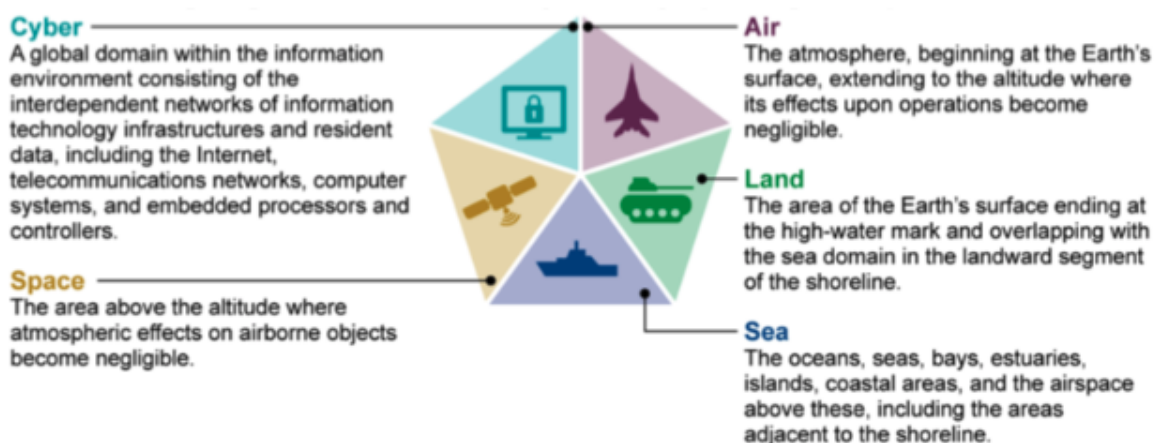 Cyber
A global domain within the information
environment consisting of the
interdependent networks of information
technology infrastructures and resident
data, including the Internet,
telecommunications networks, computer
systems, and embedded processors and
controllers.
Space
The area above the altitude where
atmospheric effects on airborne objects
become negligible.
Air
The atmosphere, beginning at the Earth's
surface, extending to the altitude where
its effects upon operations become
negligible.
Land
The area of the Earth's surface ending at
the high-water mark and overlapping with
the sea domain in the landward segment
of the shoreline.
Sea
The oceans, seas, bays, estuaries,
islands, coastal areas, and the airspace
above these, including the areas
adjacent to the shoreline.